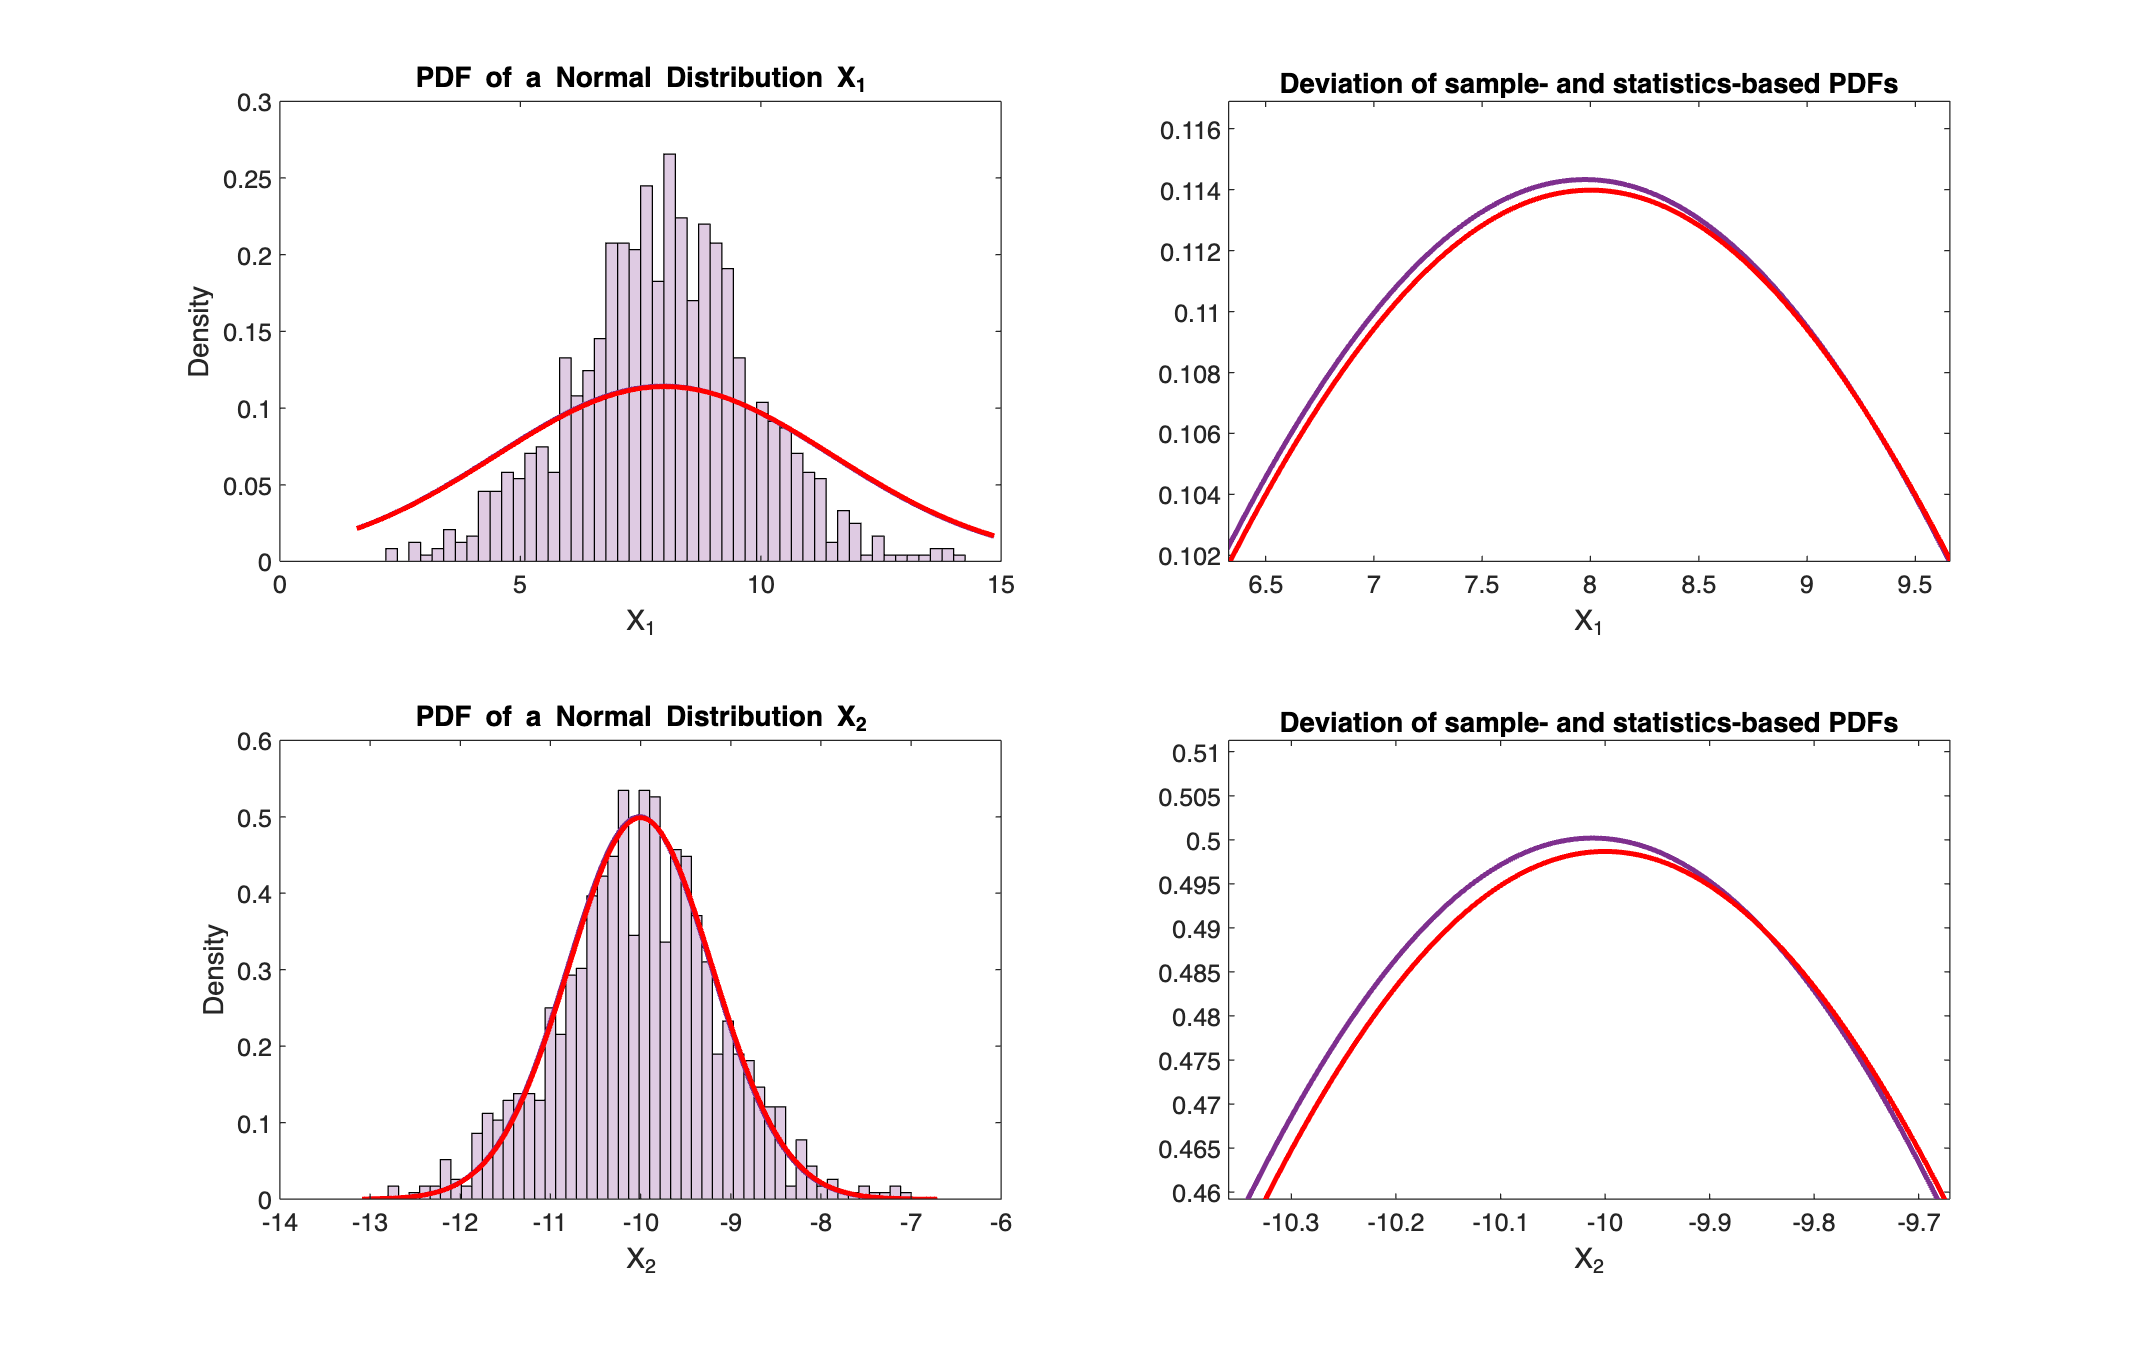 PDF of a Normal Distribution X₁
0.3
0.25
0.2
0.15
0.1
0.05
0
Density
0 5 10 15
X₁
Deviation of sample- and statistics-based PDFs
0.116
0.114
0.112
0.11
0.108
0.106
0.104
0.102
6.5 7 7.5 8 8.5 9 9.5
X₁
PDF of a Normal Distribution X₂
0.6
0.5
0.4
0.3
0.2
0.1
0
Density
-14 -13 -12 -11 -10 -9 -8 -7 -6
X₂
Deviation of sample- and statistics-based PDFs
0.51
0.505
0.5
0.495
0.49
0.485
0.48
0.475
0.47
0.465
0.46
-10.3 -10.2 -10.1 -10 -9.9 -9.8 -9.7
X₂